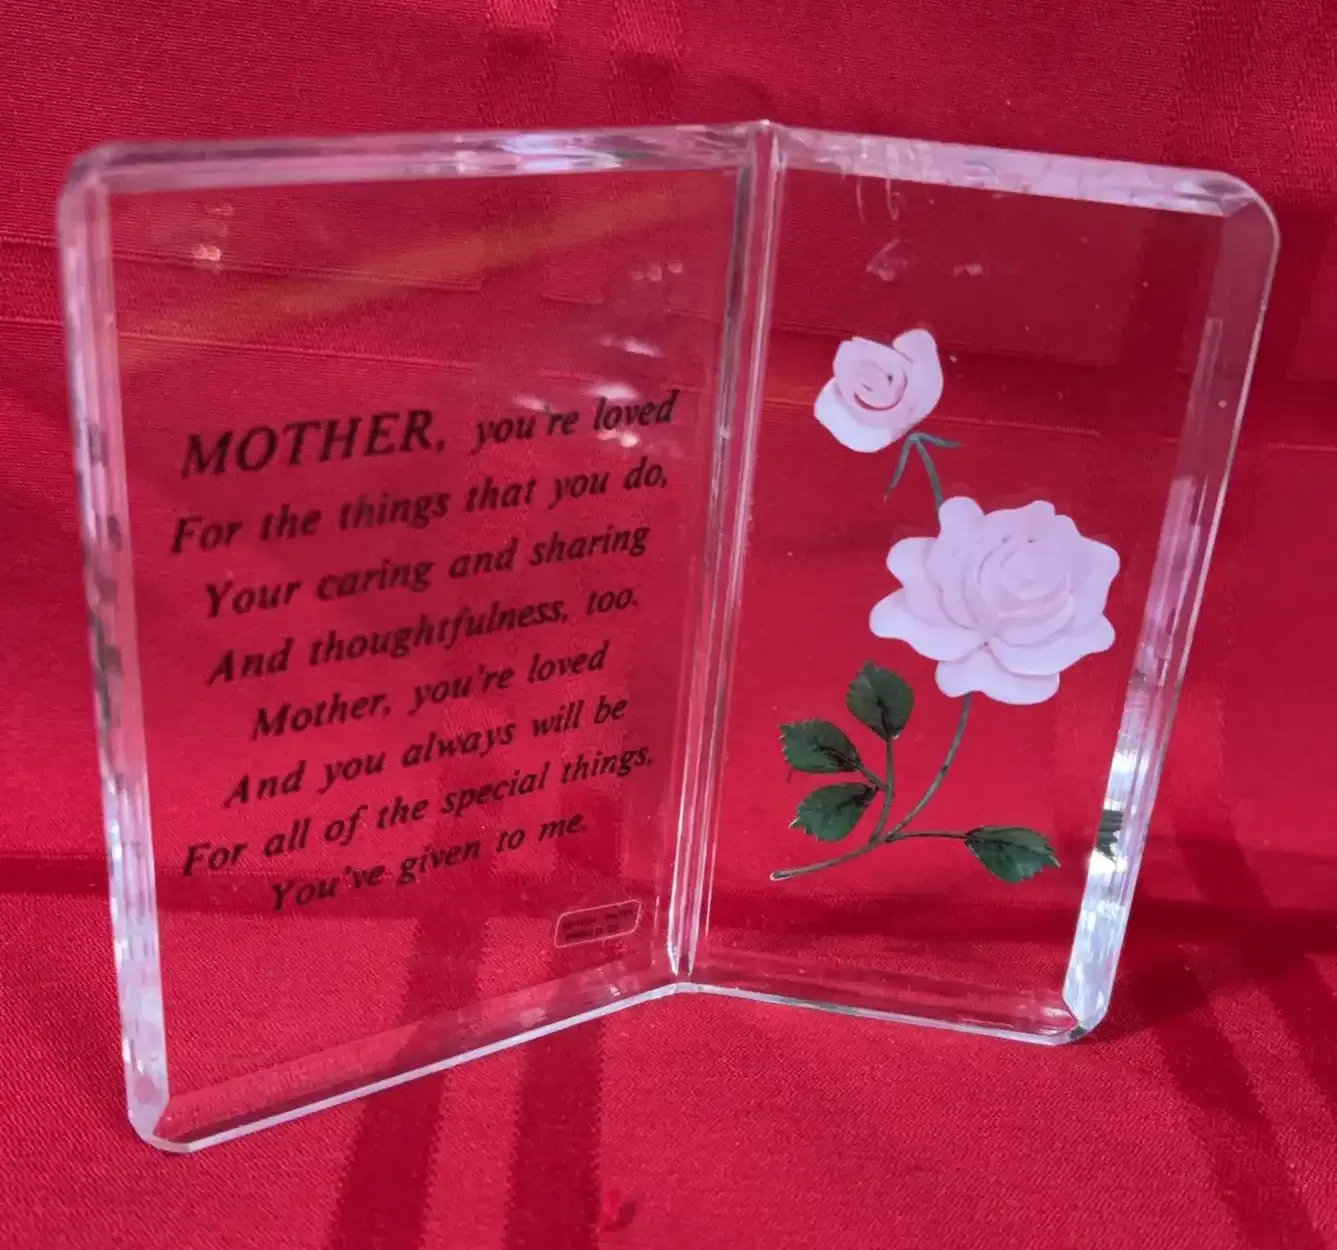 MOTHER, you're loved
For the things that you do,
Your caring and sharing
And thoughtfulness, too.
Mother, you're loved
And you always will be
For all of the special things,
You've given to me.